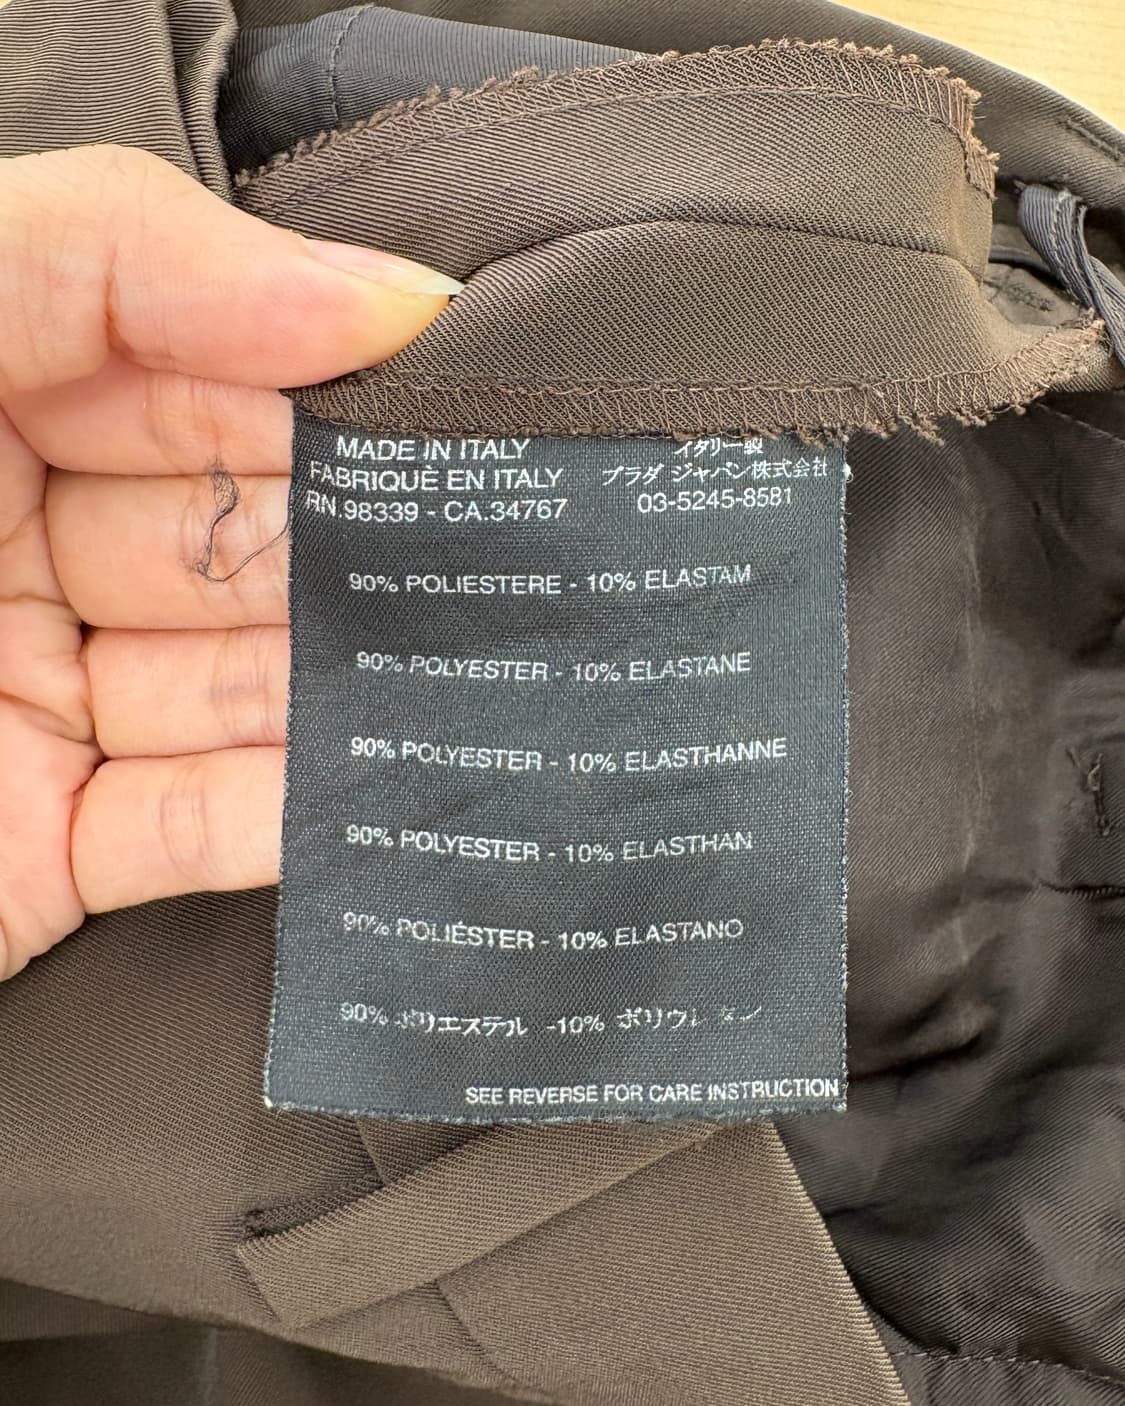 MADE IN ITALY
FABRIQUÈ EN ITALY
RN.98339 - CA.34767
イタリー製
プラダ ジャパン株式会社
03-5245-8581
90% POLIESTERE - 10% ELASTAM
90% POLYESTER - 10% ELASTANE
90% POLYESTER - 10% ELASTHANNE
90% POLYESTER - 10% ELASTHAN
90% POLIÉSTER - 10% ELASTANO
90% ポリエステル -10% ポリウレタン
SEE REVERSE FOR CARE INSTRUCTION